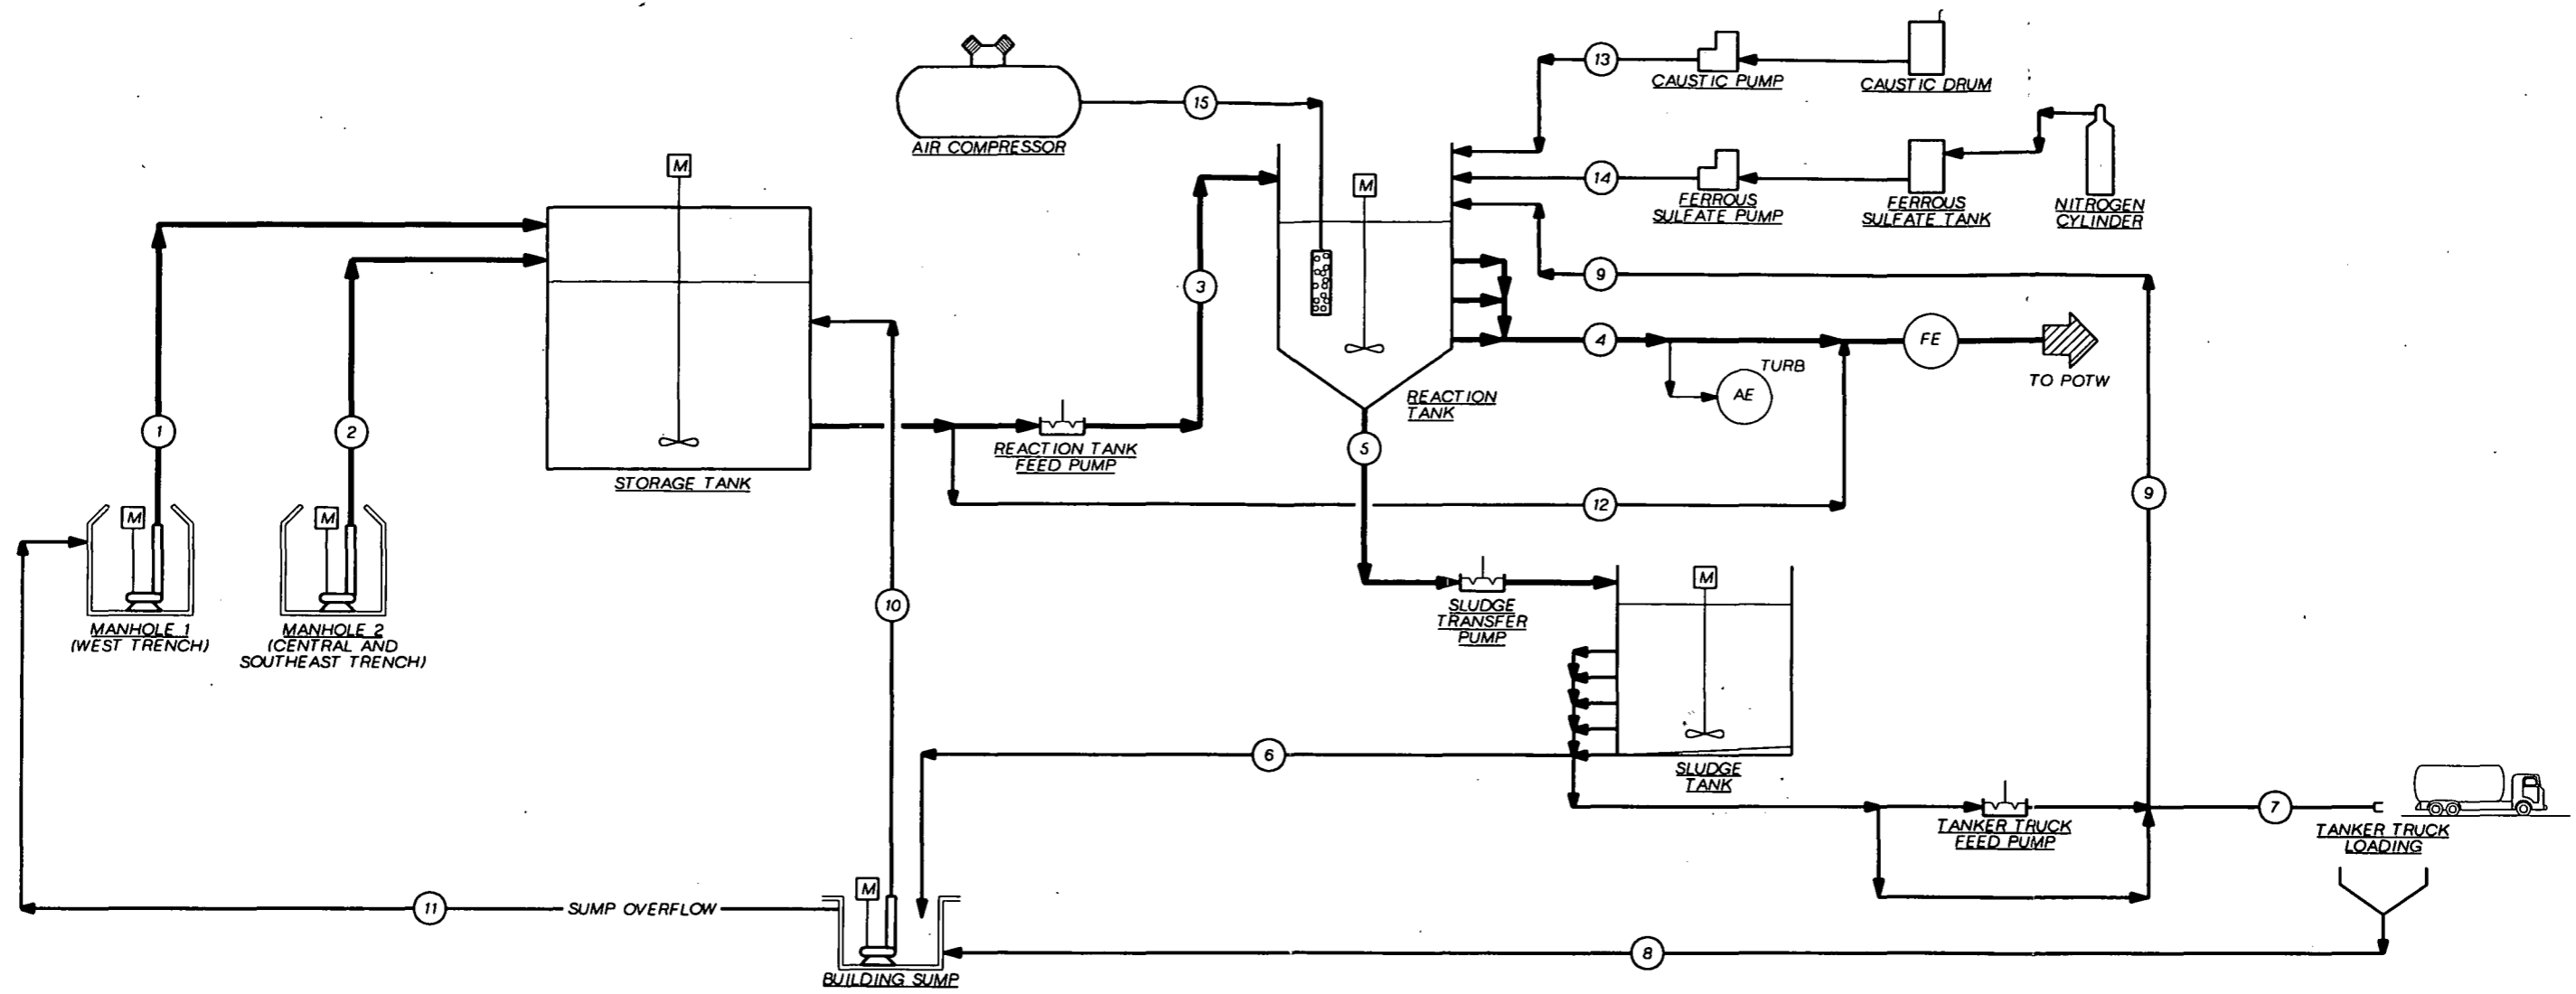 13
CAUSTIC PUMP
CAUSTIC DRUM
15
AIR COMPRESSOR
M
M
14
FERROUS
SULFATE PUMP
FERROUS
SULFATE TANK
NITROGEN
CYLINDER
9
3
4
FE
TO POTW
TURB
AE
REACTION
TANK
1
2
REACTION TANK
FEED PUMP
5
STORAGE TANK
12
9
M
M
MANHOLE 1
(WEST TRENCH)
MANHOLE 2
(CENTRAL AND
SOUTHEAST TRENCH)
10
M
SLUDGE
TRANSFER
PUMP
6
SLUDGE
TANK
7
TANKER TRUCK
FEED PUMP
TANKER TRUCK
LOADING
M
11
SUMP OVERFLOW
8
BUILDING SUMP